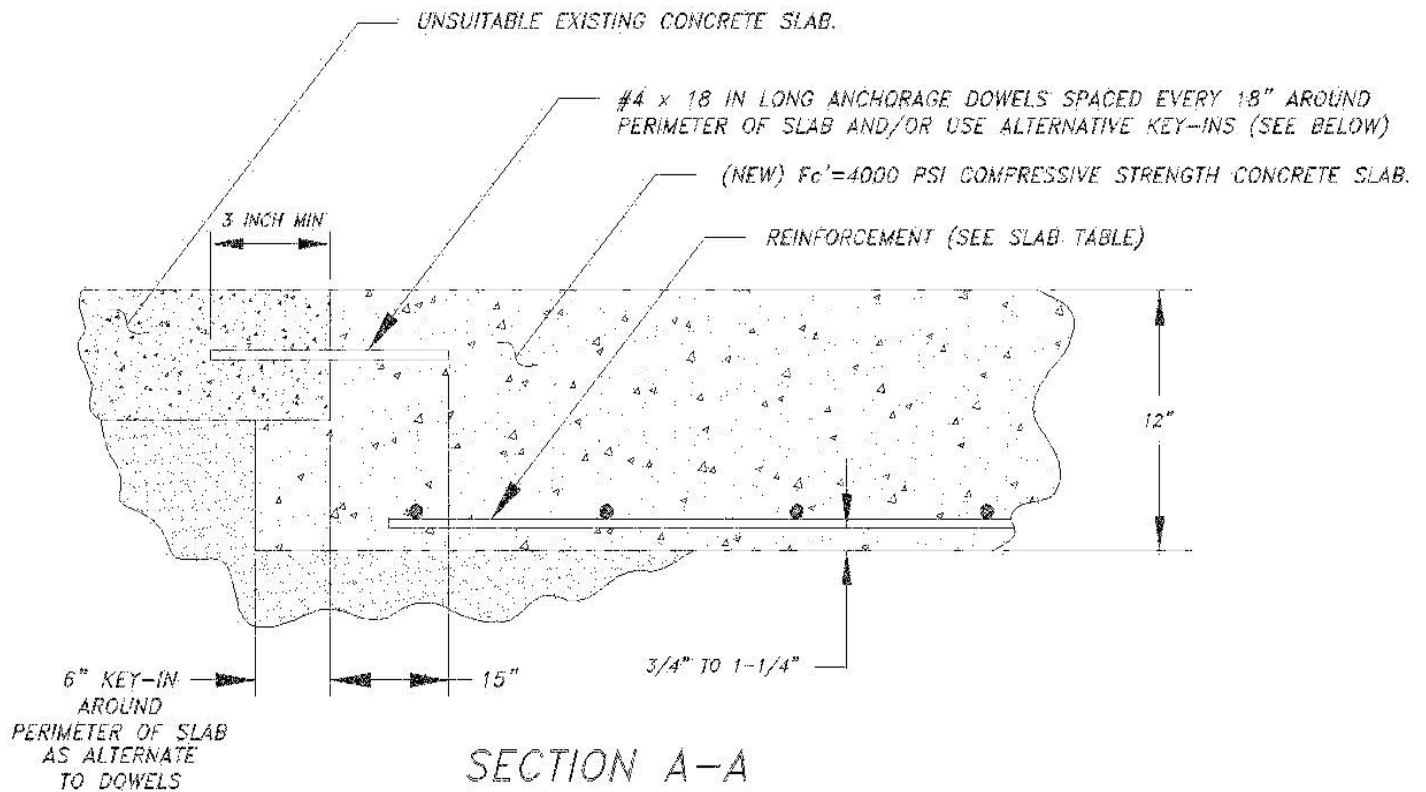 UNSUITABLE EXISTING CONCRETE SLAB.
#4 x 18 IN LONG ANCHORAGE DOWELS SPACED EVERY 18" AROUND
PERIMETER OF SLAB AND/OR USE ALTERNATIVE KEY-INS (SEE BELOW)
(NEW) Fc'=4000 PSI COMPRESSIVE STRENGTH CONCRETE SLAB.
3 INCH MIN
REINFORCEMENT (SEE SLAB TABLE)
12"
3/4" TO 1-1/4"
6" KEY-IN
AROUND
PERIMETER OF SLAB
AS ALTERNATE
TO DOWELS
15"
SECTION A-A